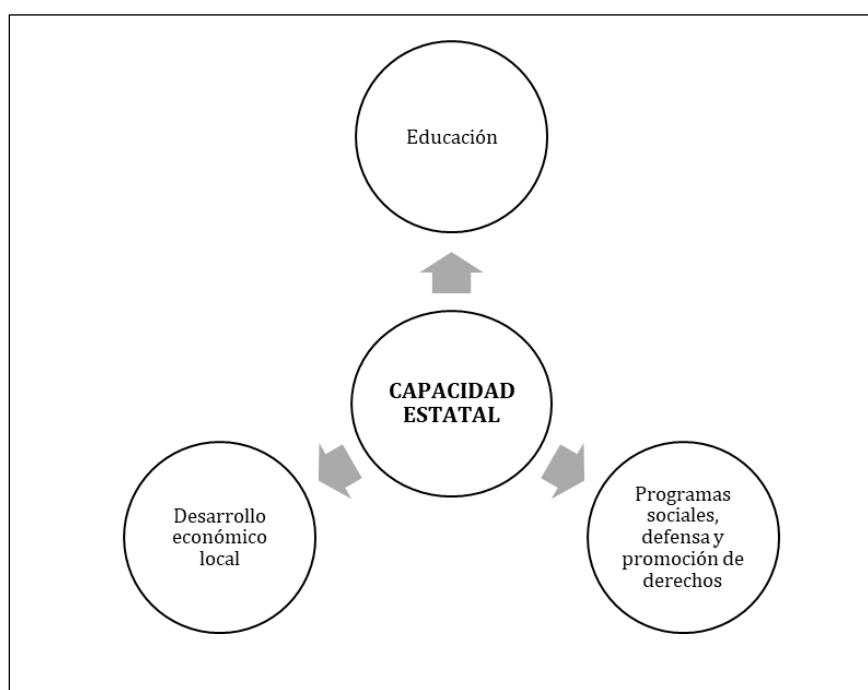 Educación
CAPACIDAD
ESTATAL
Desarrollo
económico
local
Programas
sociales,
defensa y
promoción de
derechos